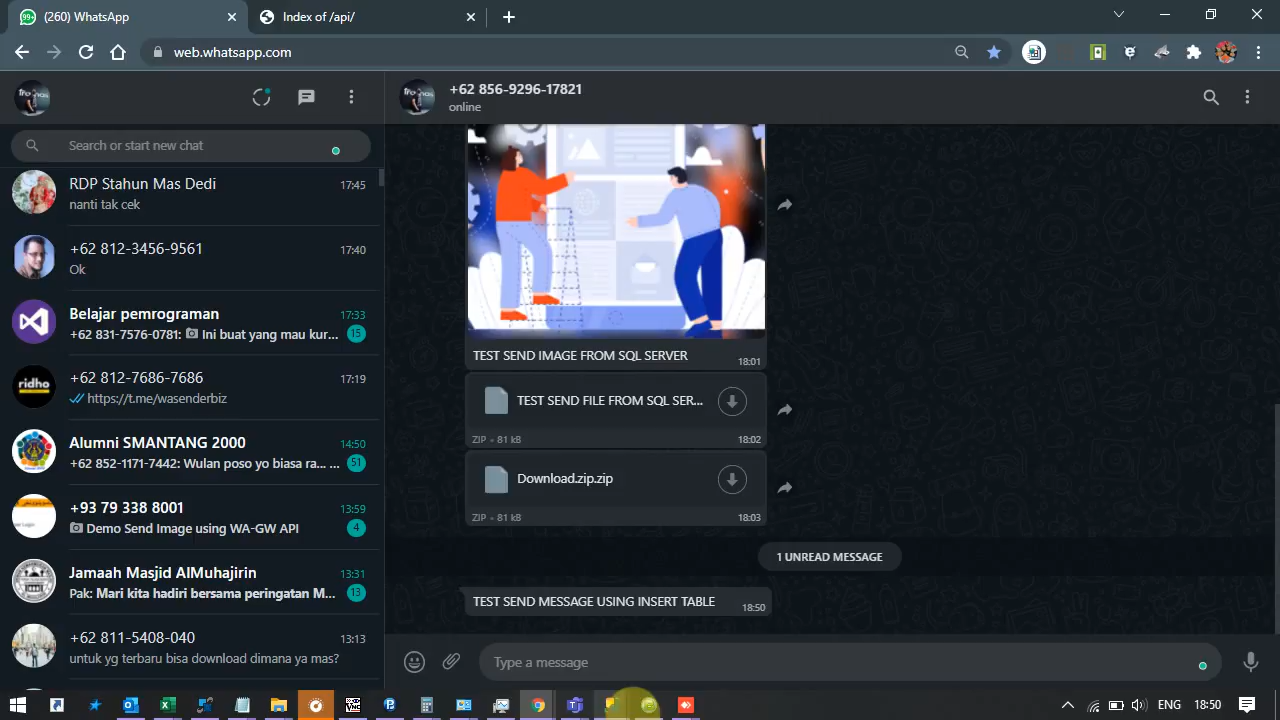 99+
(260) WhatsApp
Index of /api/
web.whatsapp.com
+62 856-9296-17821
online
Search or start new chat
RDP Stahun Mas Dedi
17:45
nanti tak cek
+62 812-3456-9561
17:40
Ok
Belajar pemrograman
17:33
+62 831-7576-0781: Ini buat yang mau kur...
15
+62 812-7686-7686
17:19
https://t.me/wasenderbiz
ridho
Alumni SMANTANG 2000
14:50
+62 852-1171-7442: Wulan poso yo biasa ra... ...
51
+93 79 338 8001
13:59
Demo Send Image using WA-GW API
4
Jamaah Masjid AlMuhajirin
13:31
Pak: Mari kita hadiri bersama peringatan M...
13
+62 811-5408-040
13:13
untuk yg terbaru bisa download dimana ya mas?
TEST SEND IMAGE FROM SQL SERVER
18:01
TEST SEND FILE FROM SQL SER...
ZIP • 81 kB
18:02
Download.zip.zip
ZIP • 81 kB
18:03
1 UNREAD MESSAGE
TEST SEND MESSAGE USING INSERT TABLE
18:50
Type a message
ENG
18:50